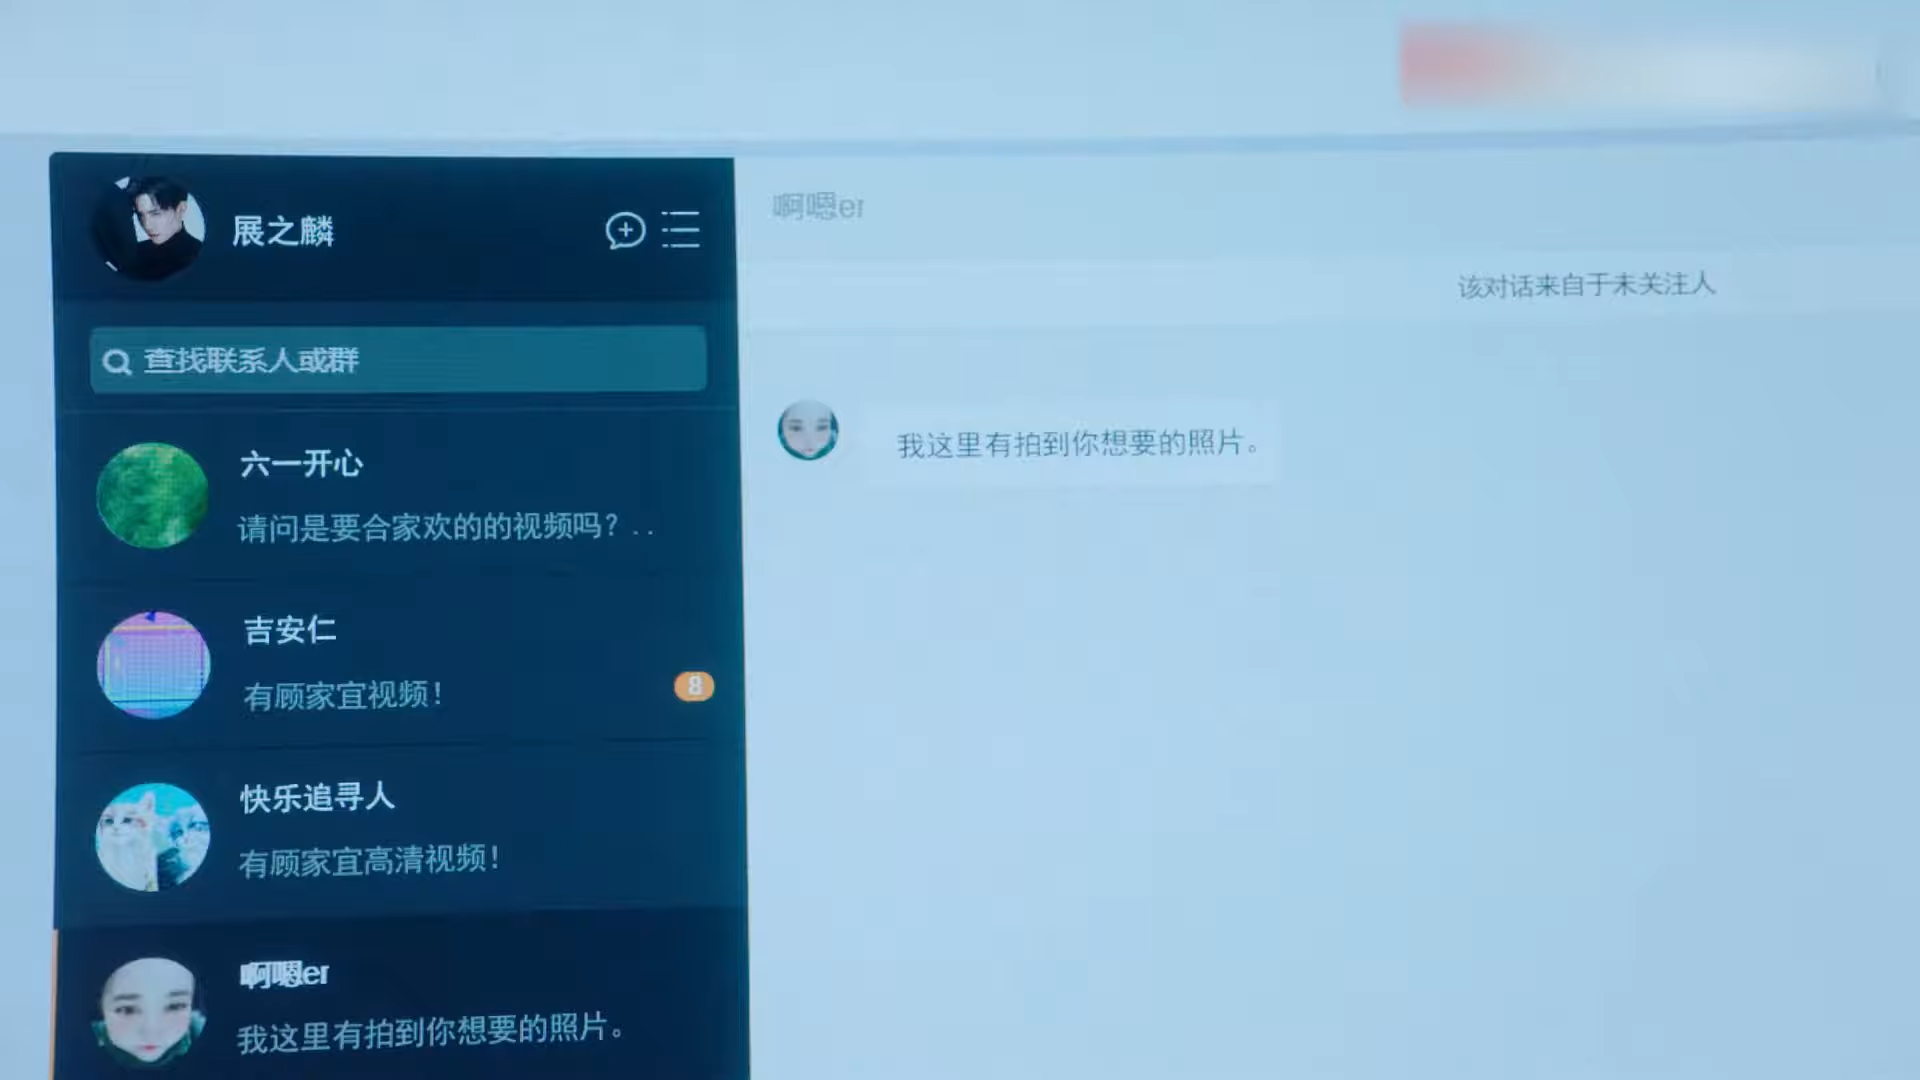 展之麟
查找联系人或群
六一开心
请问是要合家欢的的视频吗？..
吉安仁
有顾家宜视频！
8
快乐追寻人
有顾家宜高清视频！
啊嗯er
我这里有拍到你想要的照片。
啊嗯er
该对话来自于未关注人
我这里有拍到你想要的照片。